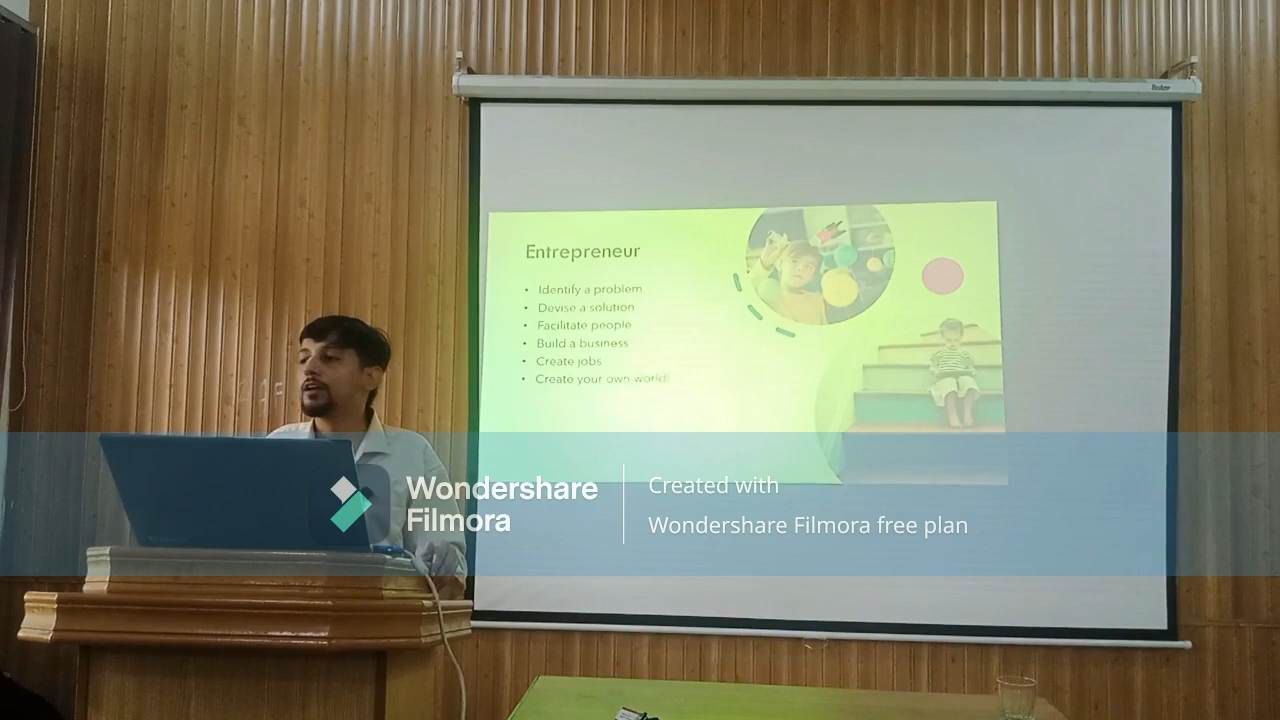 Entrepreneur
• Identify a problem
• Devise a solution
• Facilitate people
• Build a business
• Create jobs
• Create your own world!
Wondershare
Filmora
Created with
Wondershare Filmora free plan